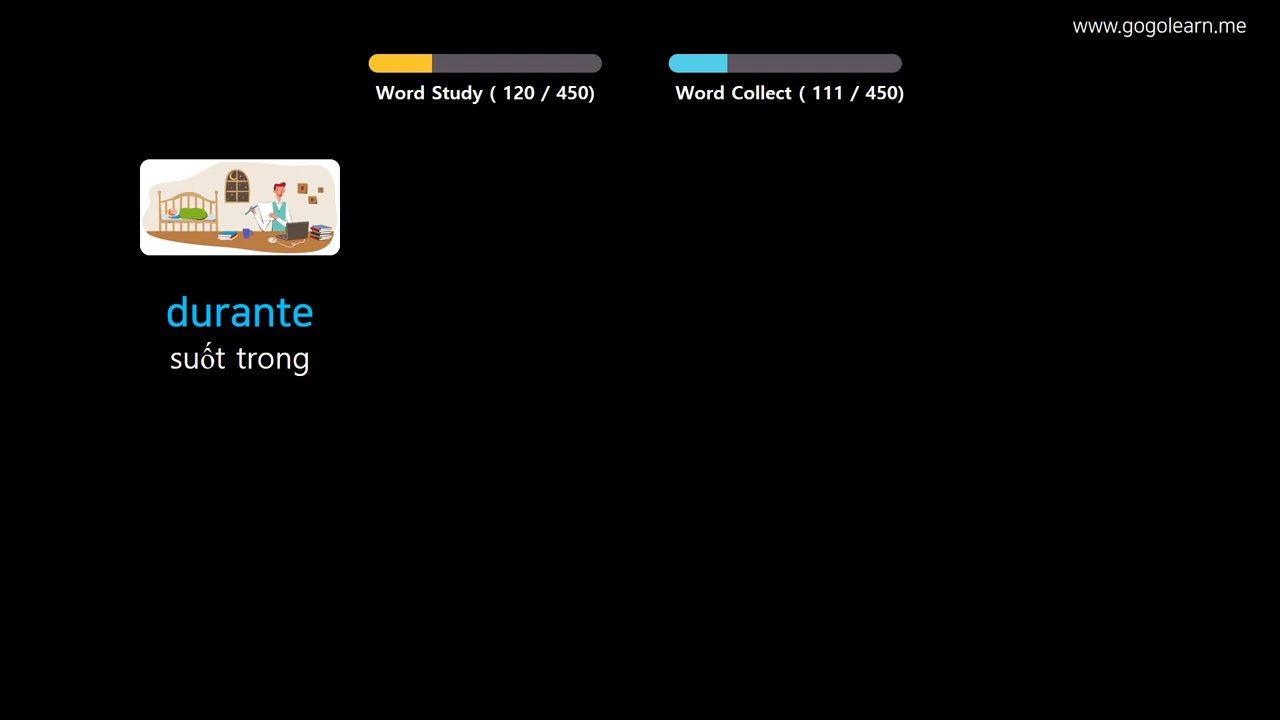 www.gogolearn.me
Word Study ( 120 / 450)
Word Collect ( 111 / 450)
durante
suốt trong